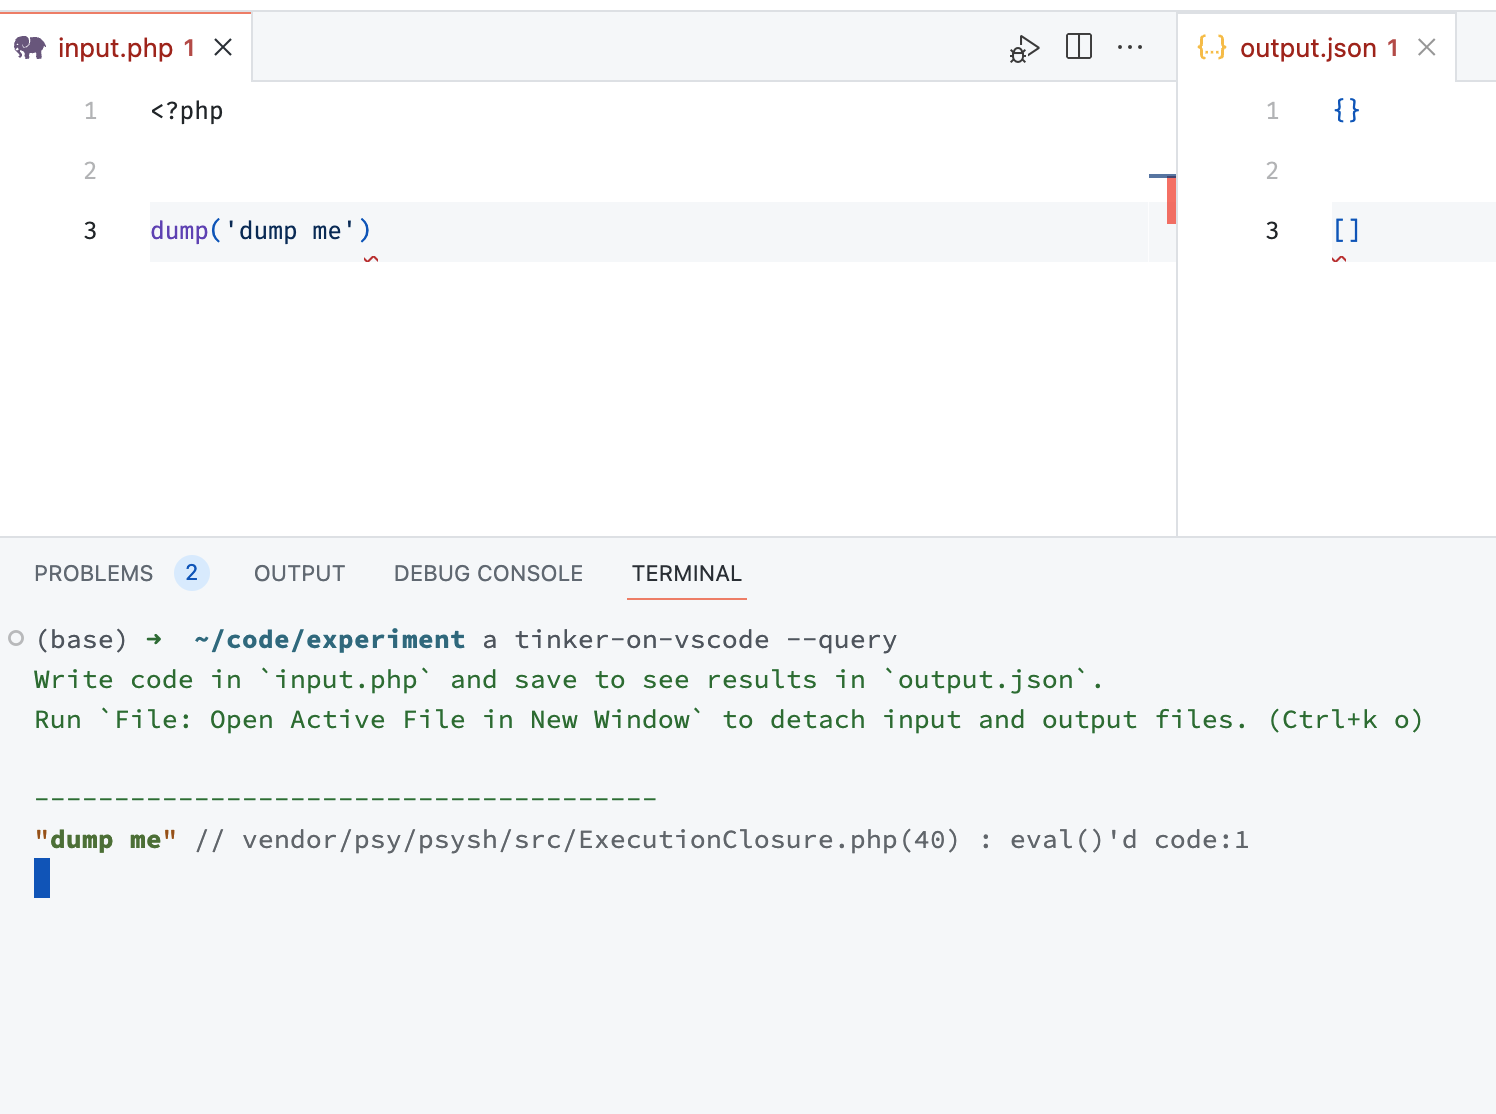 input.php 1
output.json 1
1 <?php
2
3 dump('dump me')
1 {}
2
3 []
PROBLEMS 2 OUTPUT DEBUG CONSOLE TERMINAL
(base) → ~/code/experiment a tinker-on-vscode --query
Write code in `input.php` and save to see results in `output.json`.
Run `File: Open Active File in New Window` to detach input and output files. (Ctrl+k o)
---------------------------------------
"dump me" // vendor/psy/psysh/src/ExecutionClosure.php(40) : eval()'d code:1